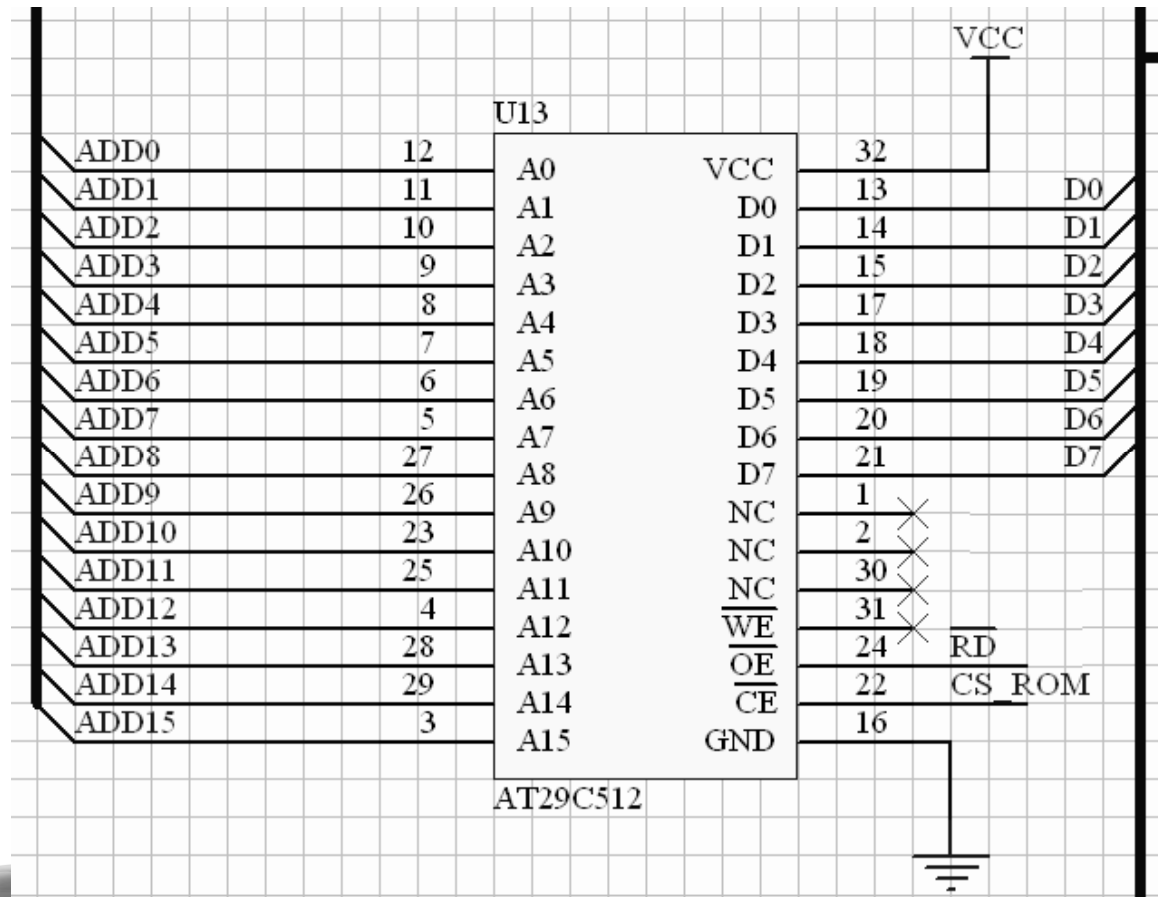 VCC
U13
ADD0 12 A0 VCC 32
ADD1 11 A1 D0 13 D0
ADD2 10 A2 D1 14 D1
ADD3 9 A3 D2 15 D2
ADD4 8 A4 D3 17 D3
ADD5 7 A5 D4 18 D4
ADD6 6 A6 D5 19 D5
ADD7 5 A7 D6 20 D6
ADD8 27 A8 D7 21 D7
ADD9 26 A9 NC 1
ADD10 23 A10 NC 2
ADD11 25 A11 NC 30
ADD12 4 A12 WE 31
ADD13 28 A13 OE 24 RD
ADD14 29 A14 CE 22 CS_ROM
ADD15 3 A15 GND 16
AT29C512